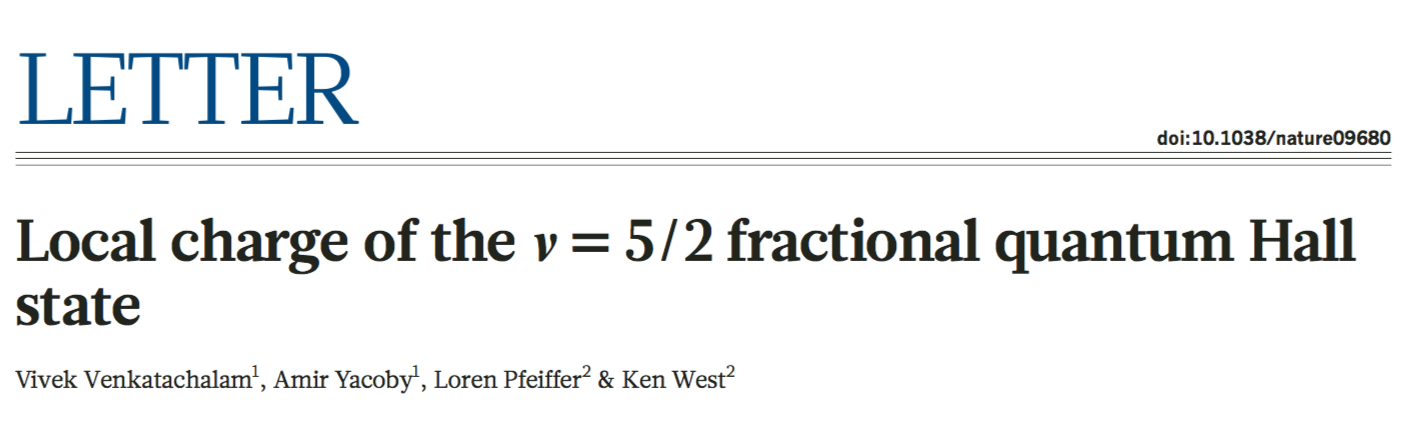 LETTER
doi:10.1038/nature09680
Local charge of the ν = 5/2 fractional quantum Hall
state
Vivek Venkatachalam¹, Amir Yacoby¹, Loren Pfeiffer² & Ken West²